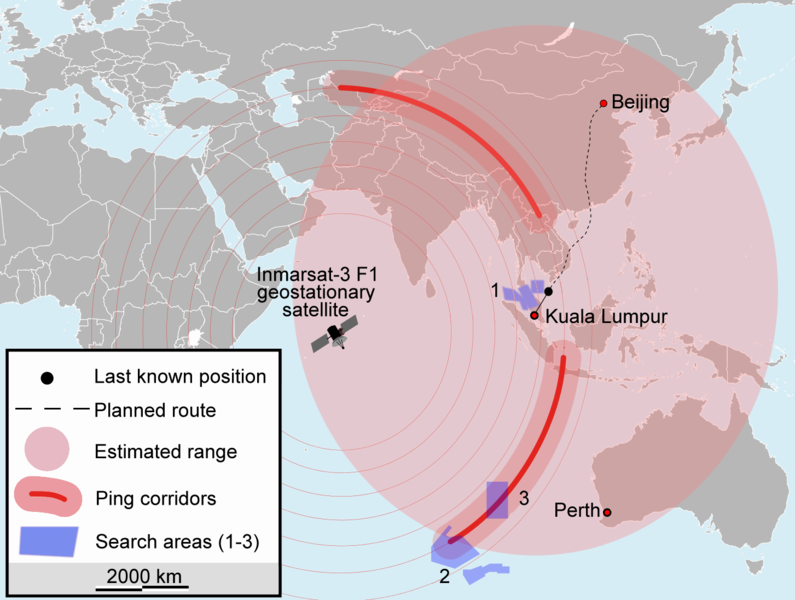 Beijing
Inmarsat-3 F1
geostationary
satellite
1
Kuala Lumpur
3
Perth
2
Last known position
Planned route
Estimated range
Ping corridors
Search areas (1-3)
2000 km